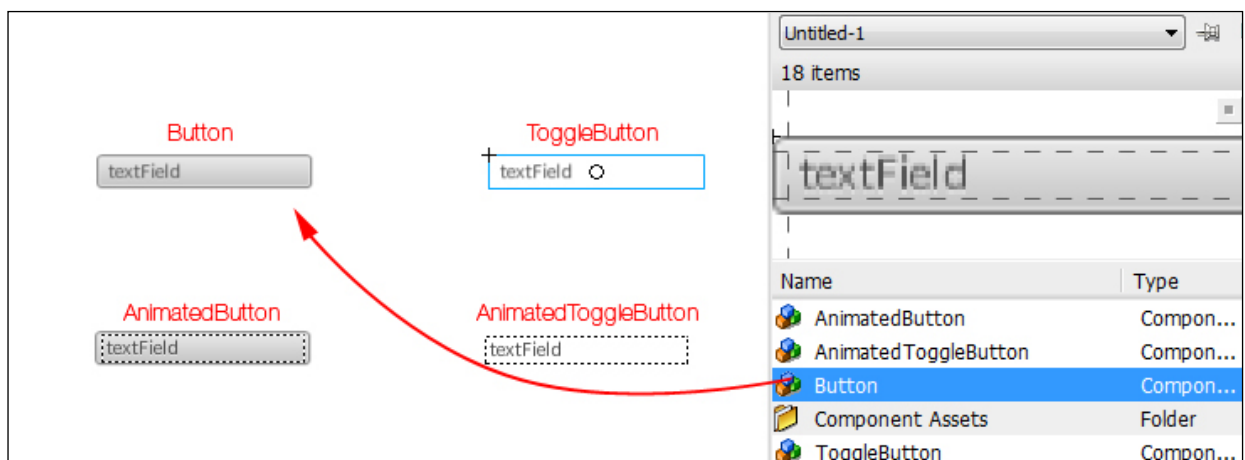 Button
textField
ToggleButton
textField
AnimatedButton
textField
AnimatedToggleButton
textField
Untitled-1
18 items
textField
Name Type
AnimatedButton Compon...
AnimatedToggleButton Compon...
Button Compon...
Component Assets Folder
ToggleButton Compon...